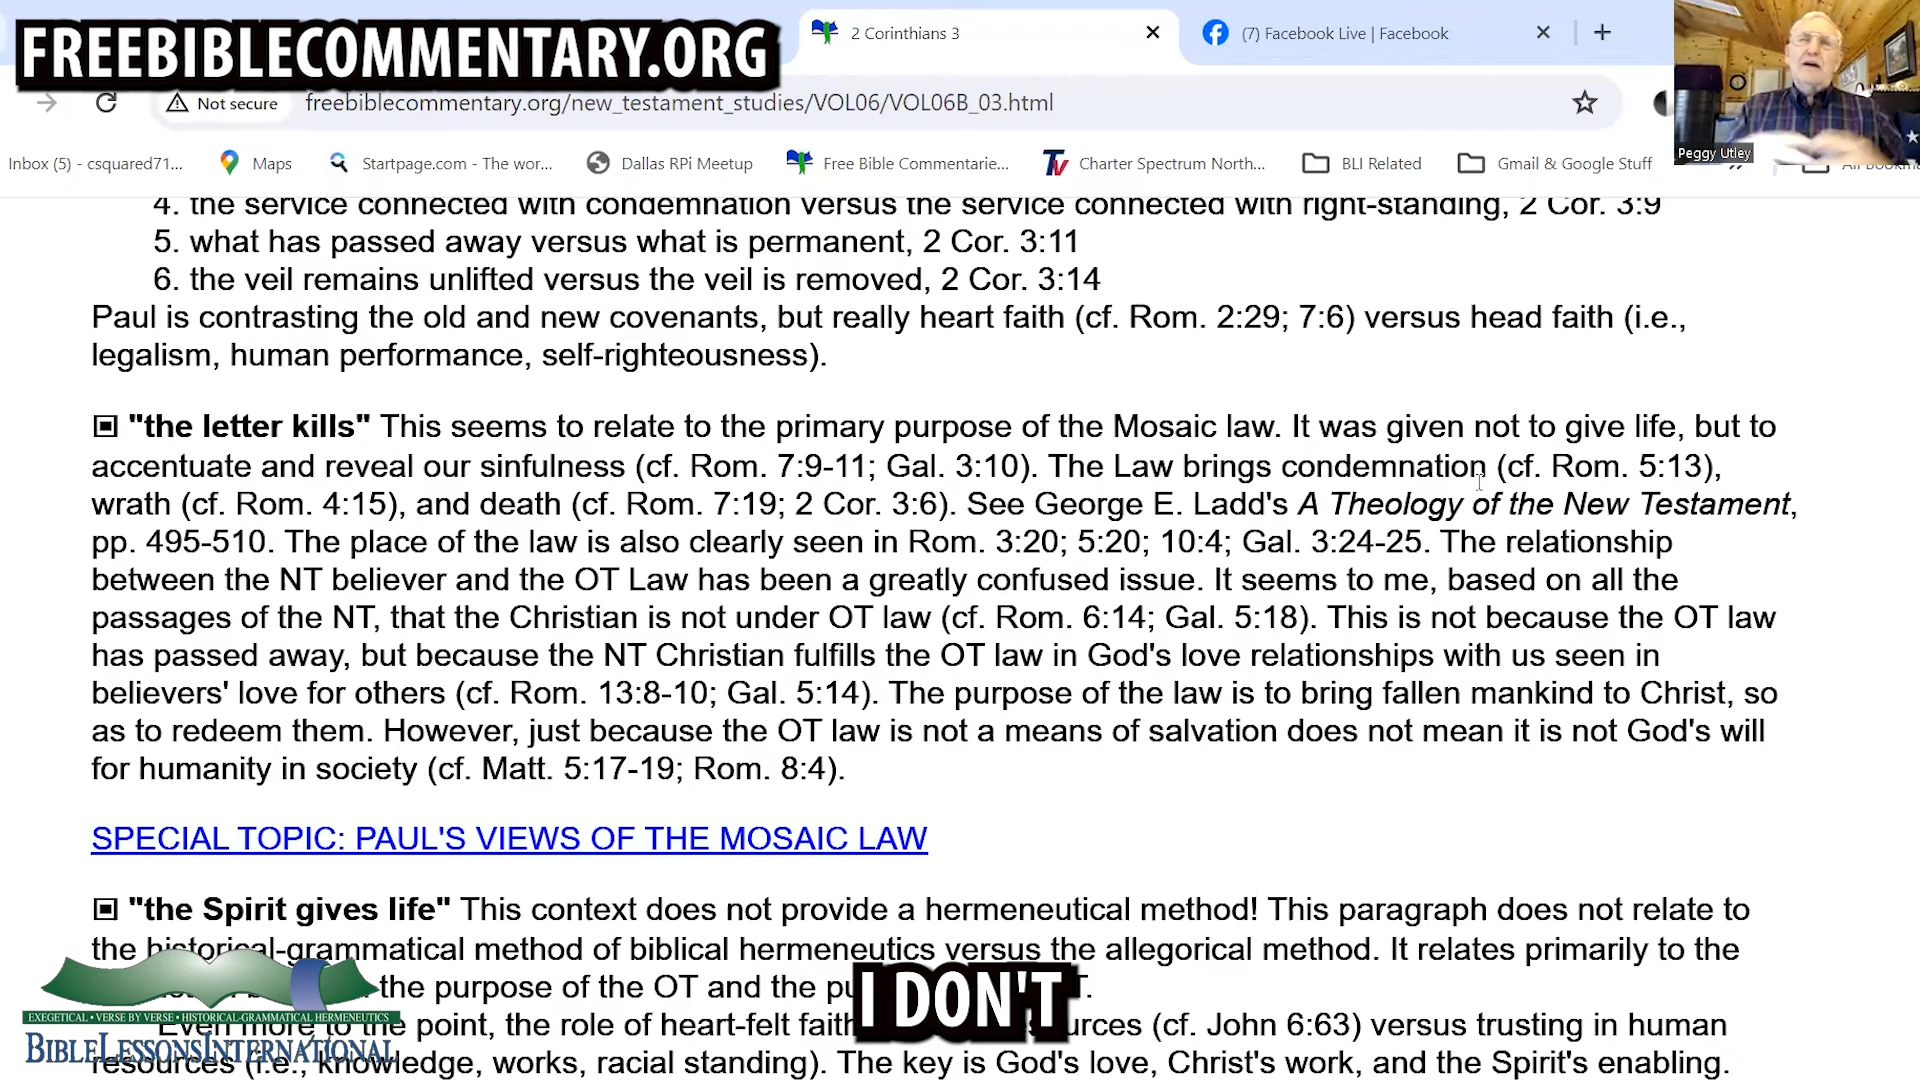 FREEBIBLECOMMENTARY.ORG
2 Corinthians 3
(7) Facebook Live | Facebook
Not secure
freebiblecommentary.org/new_testament_studies/VOL06/VOL06B_03.html
Peggy Utley
Inbox (5) - csquared71... Maps Startpage.com - The wor... Dallas RPi Meetup Free Bible Commentarie... Charter Spectrum North... BLI Related Gmail & Google Stuff
4. the service connected with condemnation versus the service connected with right-standing, 2 Cor. 3:9
5. what has passed away versus what is permanent, 2 Cor. 3:11
6. the veil remains unlifted versus the veil is removed, 2 Cor. 3:14
Paul is contrasting the old and new covenants, but really heart faith (cf. Rom. 2:29; 7:6) versus head faith (i.e.,
legalism, human performance, self-righteousness).
"the letter kills" This seems to relate to the primary purpose of the Mosaic law. It was given not to give life, but to
accentuate and reveal our sinfulness (cf. Rom. 7:9-11; Gal. 3:10). The Law brings condemnation (cf. Rom. 5:13),
wrath (cf. Rom. 4:15), and death (cf. Rom. 7:19; 2 Cor. 3:6). See George E. Ladd's A Theology of the New Testament,
pp. 495-510. The place of the law is also clearly seen in Rom. 3:20; 5:20; 10:4; Gal. 3:24-25. The relationship
between the NT believer and the OT Law has been a greatly confused issue. It seems to me, based on all the
passages of the NT, that the Christian is not under OT law (cf. Rom. 6:14; Gal. 5:18). This is not because the OT law
has passed away, but because the NT Christian fulfills the OT law in God's love relationships with us seen in
believers' love for others (cf. Rom. 13:8-10; Gal. 5:14). The purpose of the law is to bring fallen mankind to Christ, so
as to redeem them. However, just because the OT law is not a means of salvation does not mean it is not God's will
for humanity in society (cf. Matt. 5:17-19; Rom. 8:4).
SPECIAL TOPIC: PAUL'S VIEWS OF THE MOSAIC LAW
"the Spirit gives life" This context does not provide a hermeneutical method! This paragraph does not relate to
the historical-grammatical method of biblical hermeneutics versus the allegorical method. It relates primarily to the
the purpose of the OT and the
I DON'T
EXEGETICAL • VERSE BY VERSE • HISTORICAL-GRAMMATICAL HERMENEUTICS
BIBLELESSONSINTERNATIONAL
Even more to the point, the role of heart-felt faith (cf. John 6:63) versus trusting in human
resources (i.e., knowledge, works, racial standing). The key is God's love, Christ's work, and the Spirit's enabling.